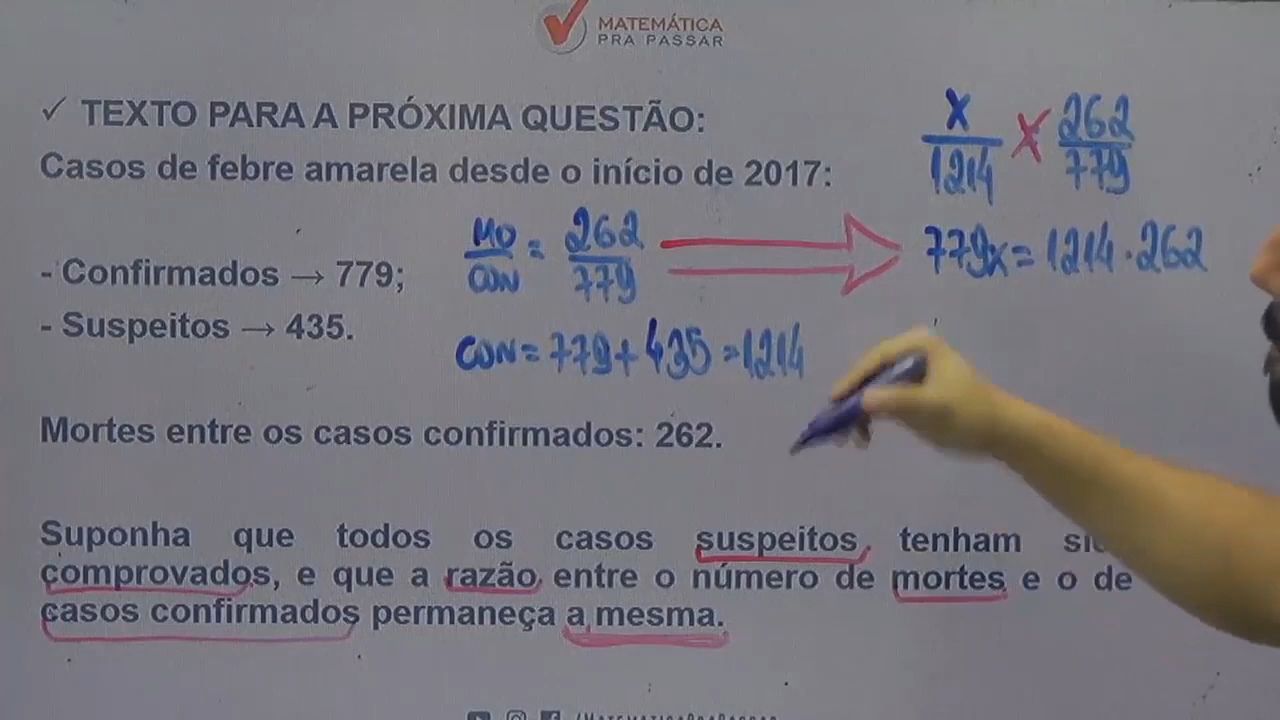 MATEMÁTICA
PRA PASSAR
✓ TEXTO PARA A PRÓXIMA QUESTÃO:
Casos de febre amarela desde o início de 2017:
- Confirmados → 779;
- Suspeitos → 435.
MO/CON = 262/779
CON = 779 + 435 = 1214
X/1214 X 262/779
779x = 1214 · 262
Mortes entre os casos confirmados: 262.
Suponha que todos os casos suspeitos tenham
comprovados, e que a razão entre o número de mortes e o de
casos confirmados permaneça a mesma.